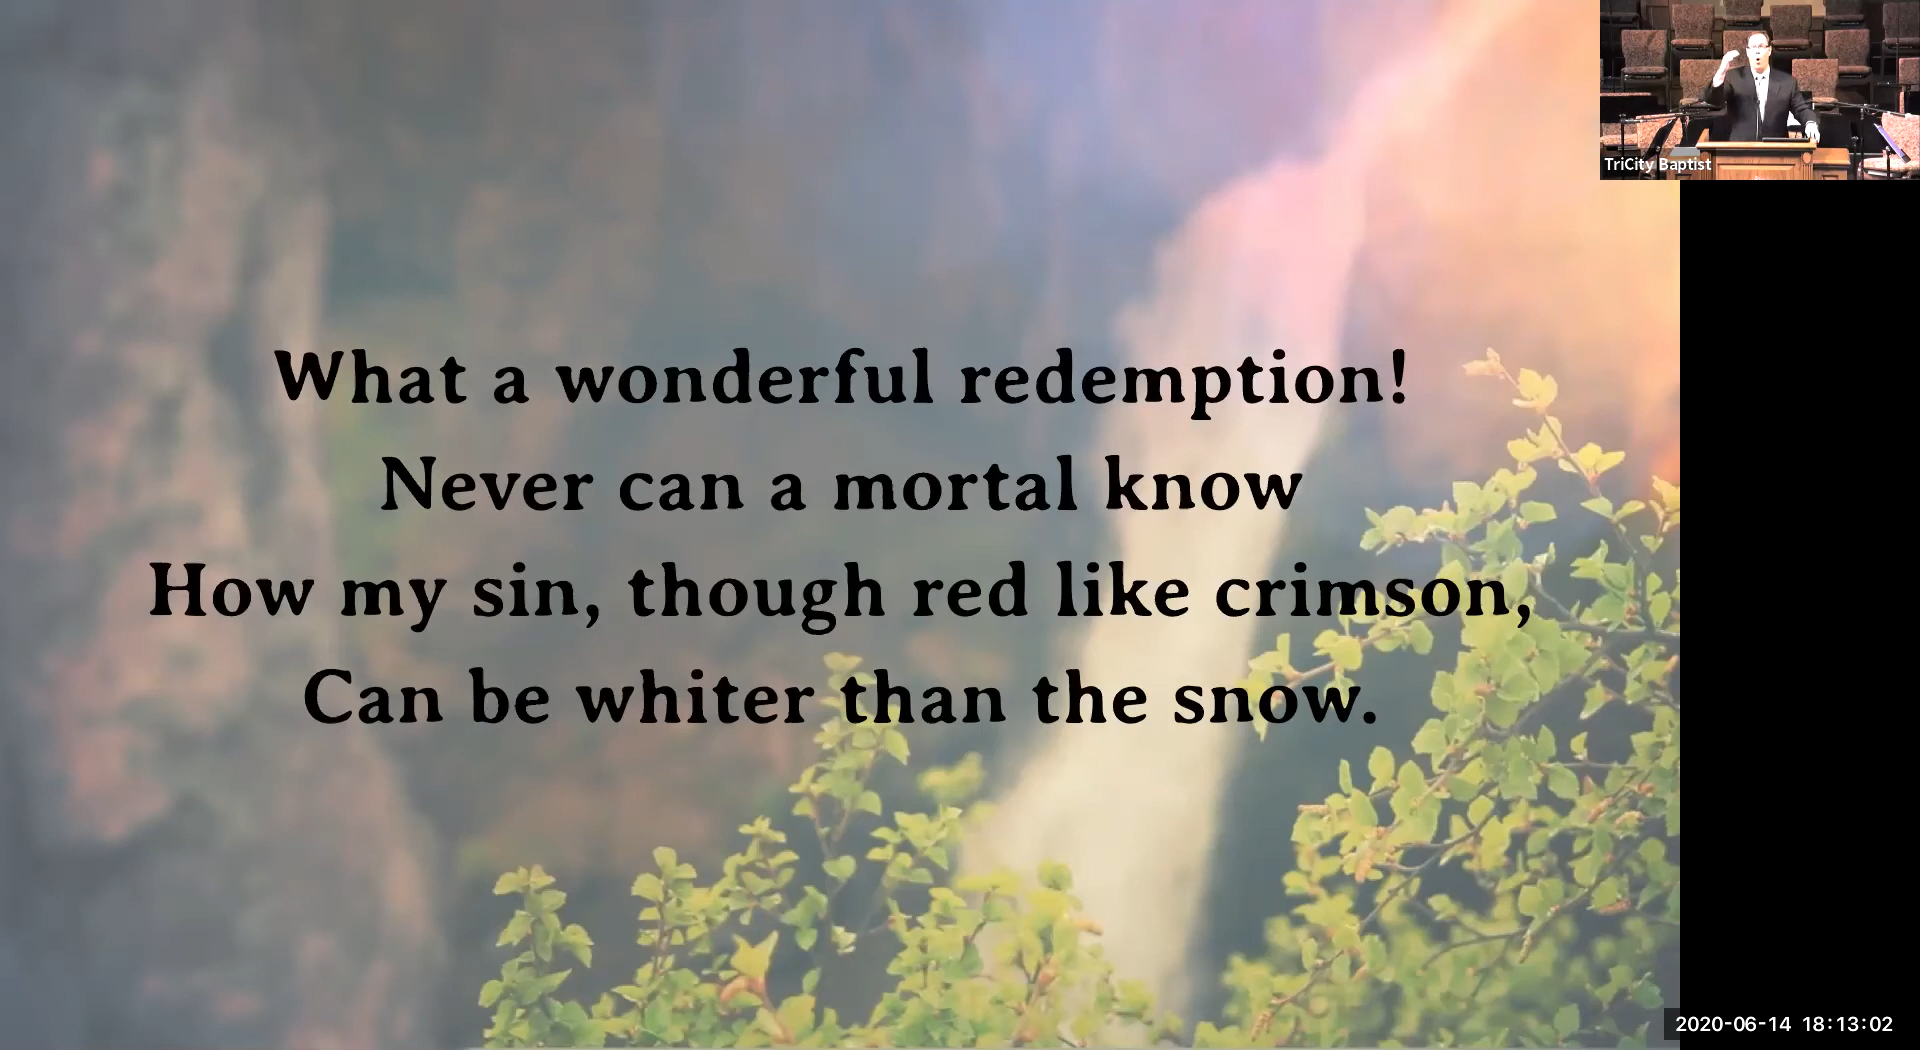 What a wonderful redemption!
Never can a mortal know
How my sin, though red like crimson,
Can be whiter than the snow.
TriCity Baptist
2020-06-14 18:13:02